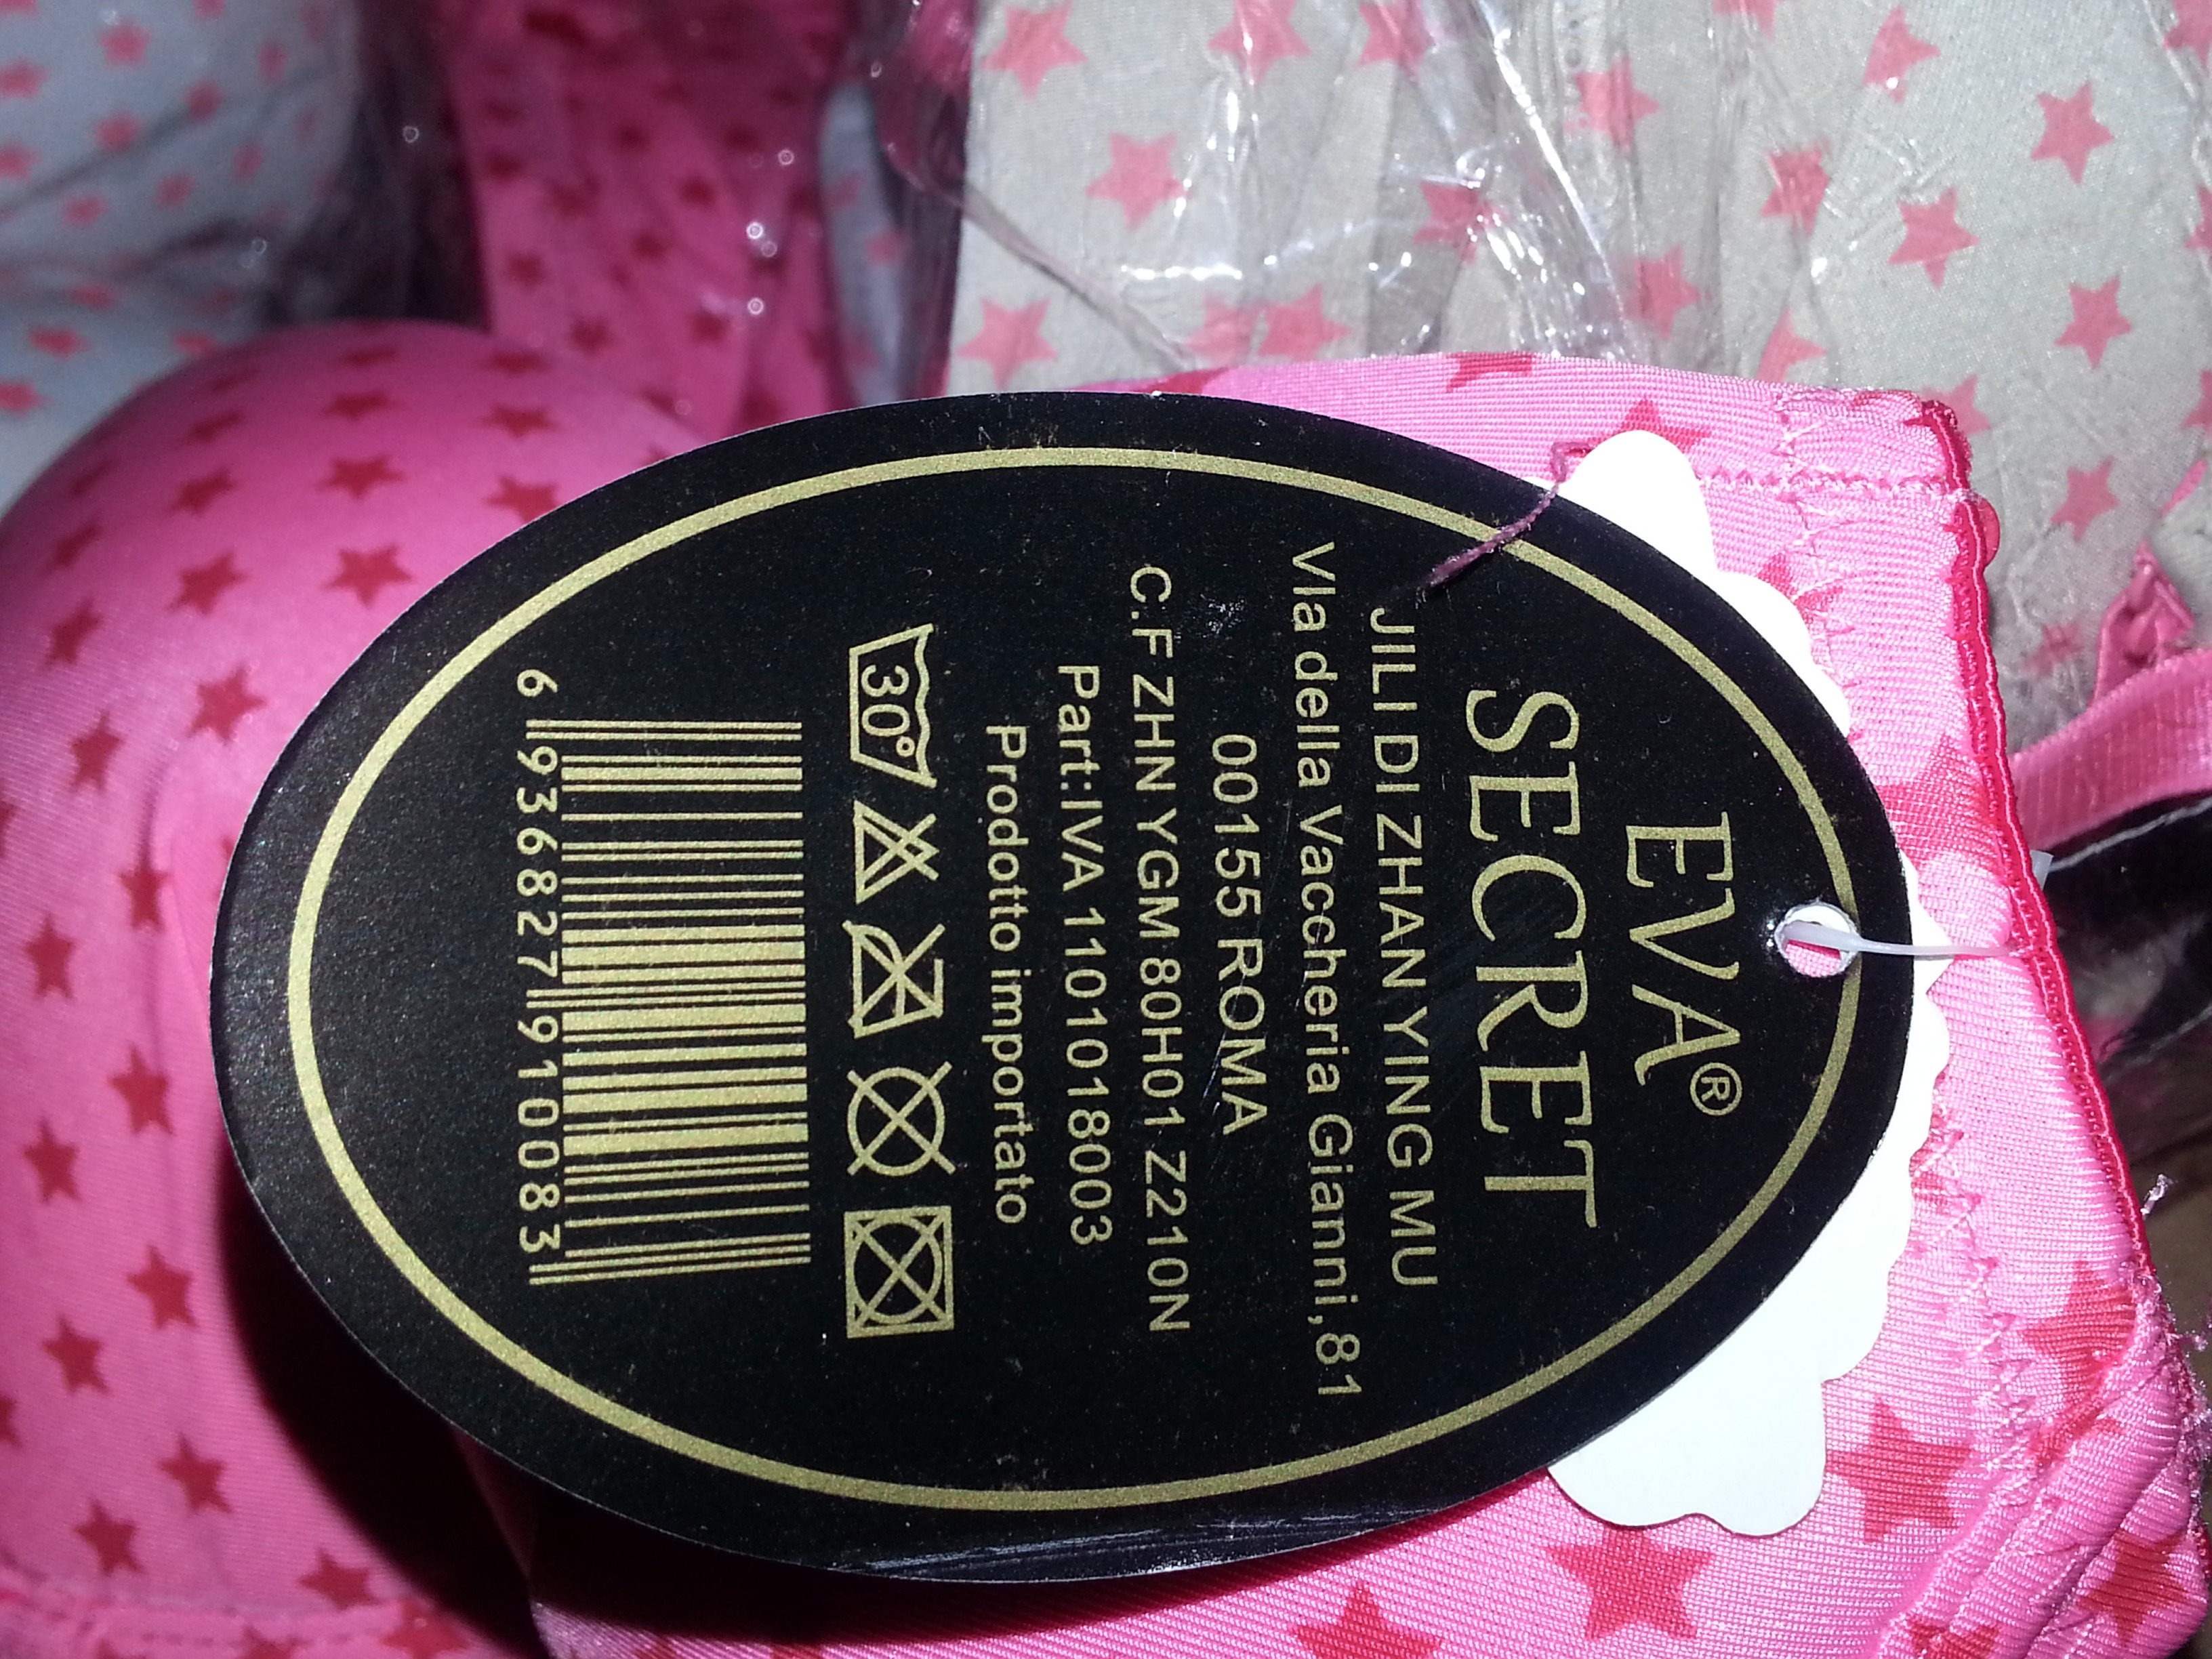 EVA®
SECRET
JILI DI ZHAN YING MU
VIa della Vaccheria Gianni,81
00155 ROMA
C.F ZHN YGM 80H01 Z210N
Part:IVA 1101018003
Prodotto importato
30°
6 936827 910083